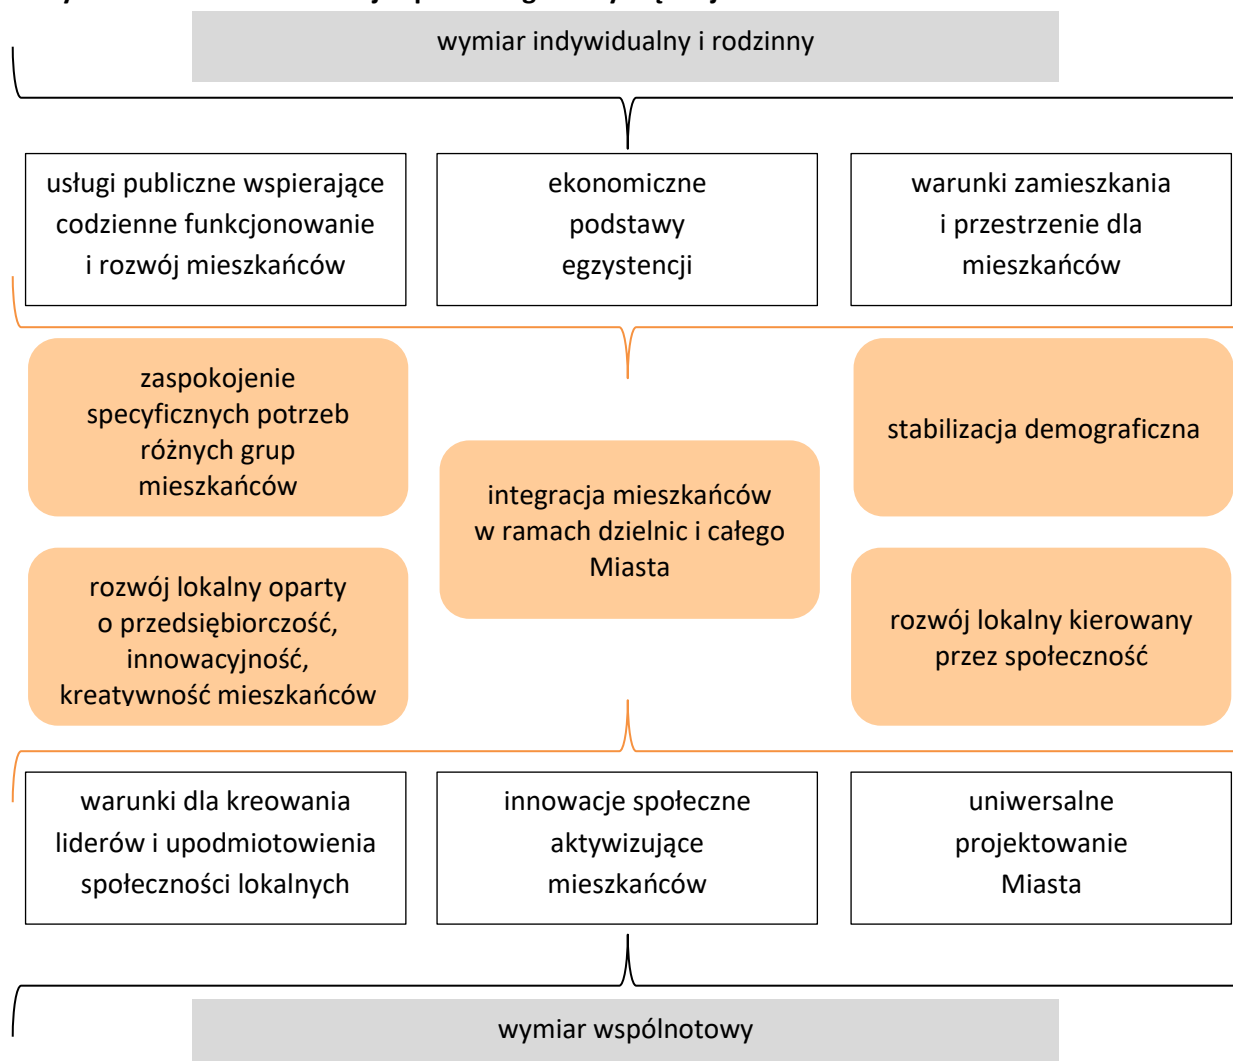 wymiar indywidualny i rodzinny
usługi publiczne wspierające
codzienne funkcjonowanie
i rozwój mieszkańców
ekonomiczne
podstawy
egzystencji
warunki zamieszkania
i przestrzenie dla
mieszkańców
zaspokojenie
specyficznych potrzeb
różnych grup
mieszkańców
stabilizacja demograficzna
integracja mieszkańców
w ramach dzielnic i całego
Miasta
rozwój lokalny oparty
o przedsiębiorczość,
innowacyjność,
kreatywność mieszkańców
rozwój lokalny kierowany
przez społeczność
warunki dla kreowania
liderów i upodmiotowienia
społeczności lokalnych
innowacje społeczne
aktywizujące
mieszkańców
uniwersalne
projektowanie
Miasta
wymiar wspólnotowy